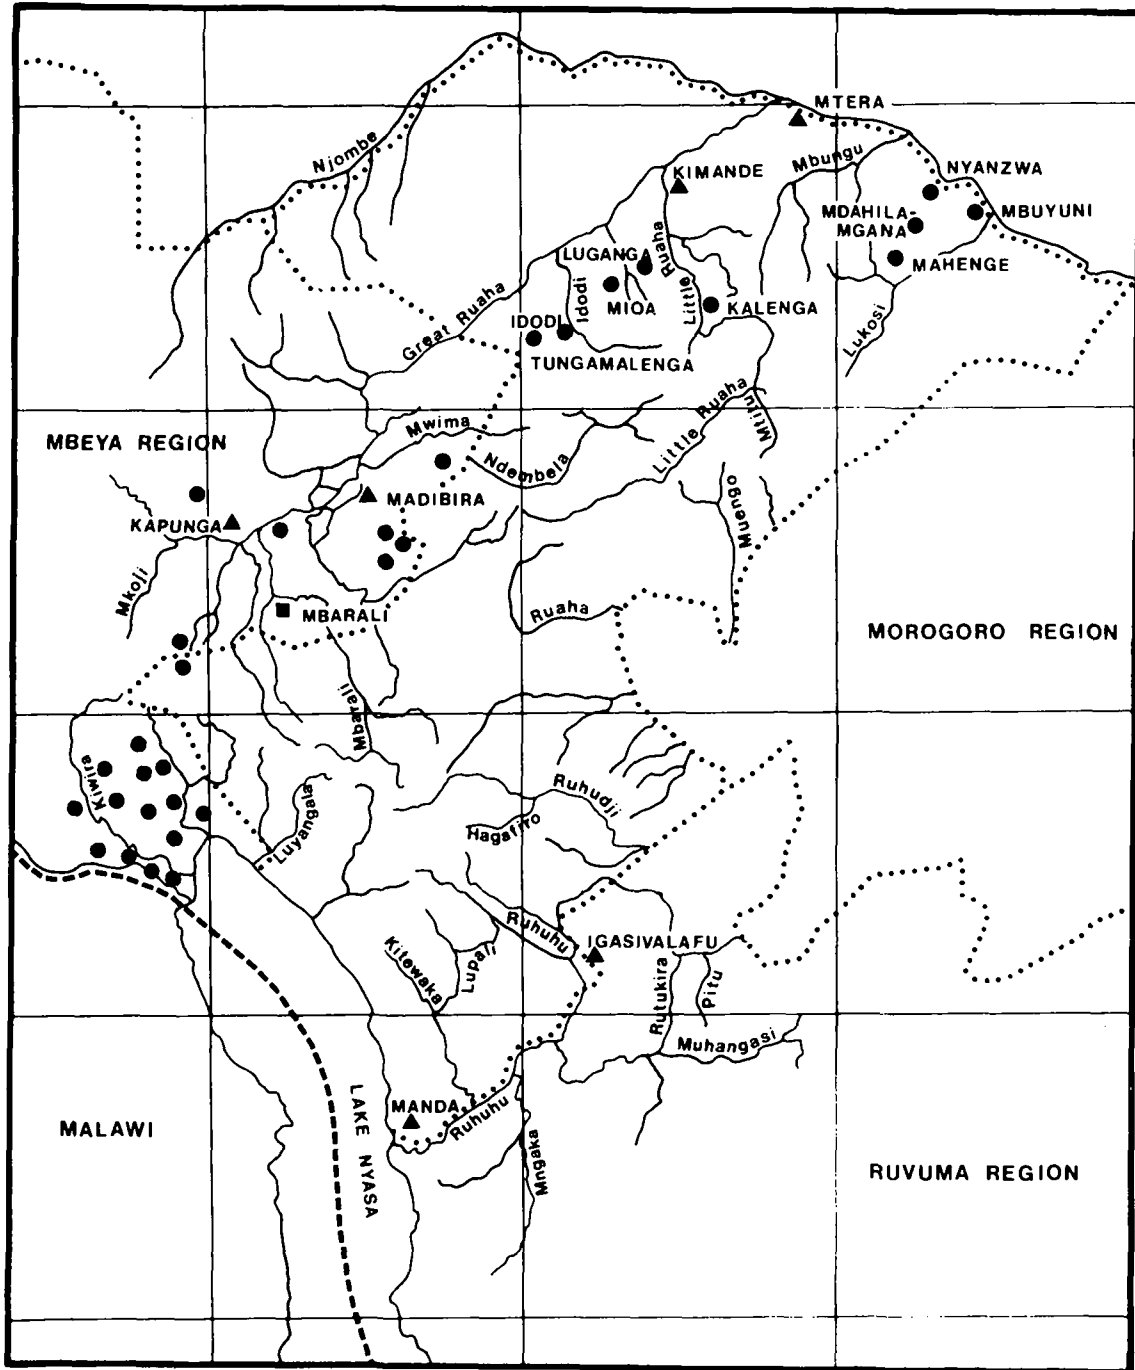 MTERA
Njombe
Mbungu
KIMANDE
NYANZWA
MDAHILA-
MGANA
MBUYUNI
LUGANGA
Little Ruaha
MAHENGE
Idodi
MIOA
KALENGA
Great Ruaha
IDODI
TUNGAMALENGA
Lukosi
Little Ruaha
Mtitu
Mwima
MBEYA REGION
Ndembela
MADIBIRA
KAPUNGA
Muengo
Mkoji
MBARALI
Ruaha
MOROGORO REGION
Mbarali
Kiwira
Luyangala
Ruhudji
Hagafiro
Ruhuhu
IGASIVALAFU
Kitewaka
Lupali
Rutukira
Pitu
Muhangasi
LAKE NYASA
MANDA
Ruhuhu
MALAWI
Mngaka
RUVUMA REGION